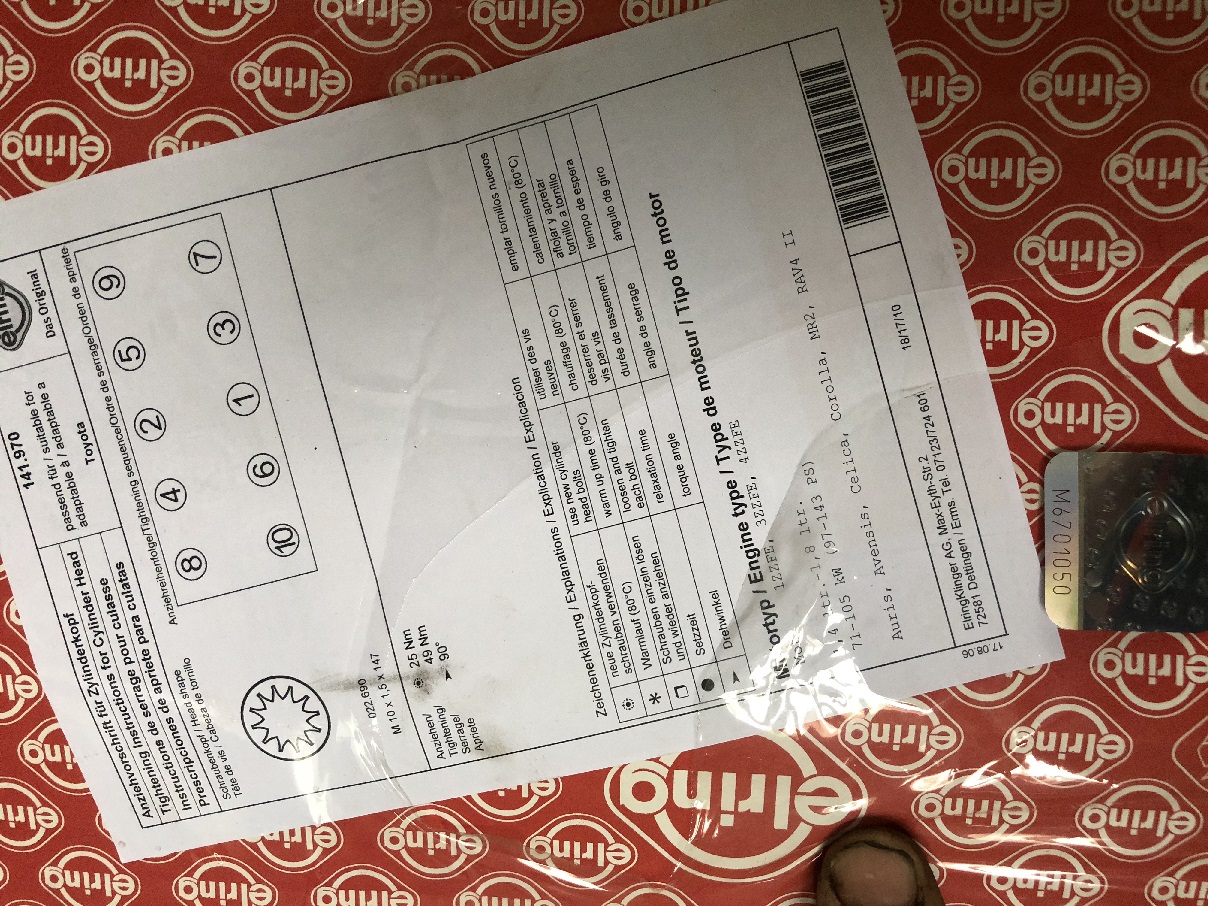 elring
Das Original
141.970
passend für / suitable for
adaptable à / adaptable a
Toyota
Anziehvorschrift für Zylinderkopf
Tightening instructions for Cylinder Head
Instructions de serrage pour culasse
Prescripciones de apriete para culatas
Anziehreihenfolge/Tightening sequence/Ordre de serrage/Orden de apriete
8 4 2 5 9
10 6 1 3 7
Schraubenkopf / Head shape
Tête de vis / Cabeza de tornillo
022.690
M 10 x 1,5 x 147
Anziehen/
Tightening/
Serrage/
Apriete
25 Nm
49 Nm
90°
Zeichenerklärung / Explanations / Explication / Explicacion
neue Zylinderkopf-
schrauben verwenden
use new cylinder
head bolts
utiliser des vis
neuves
emplar tornillos nuevos
Warmlauf (80°C)
warm up time (80°C)
chauffage (80°C)
calentamiento (80°C)
Schrauben einzeln lösen
und wieder anziehen
loosen and tighten
each bolt
deserrer et serrer
vis par vis
aflojar y apretar
tornillo a tornillo
Setzzeit
relaxation time
durée de tassement
tiempo de espera
Drehwinkel
torque angle
angle de serrage
ángulo de giro
ortyp / Engine type / Type de moteur / Tipo de motor
1ZZFE, 3ZZFE, 4ZZFE
ltr.-1,8 ltr.
71-105 kW (97-143 PS)
Auris, Avensis, Celica, Corolla, MR2, RAV4 II
ElringKlinger AG, Max-Eyth-Str.2
72581 Dettingen / Erms. Tel. 07123/724 601
18/17/10
17.08.06
M6701050
elring